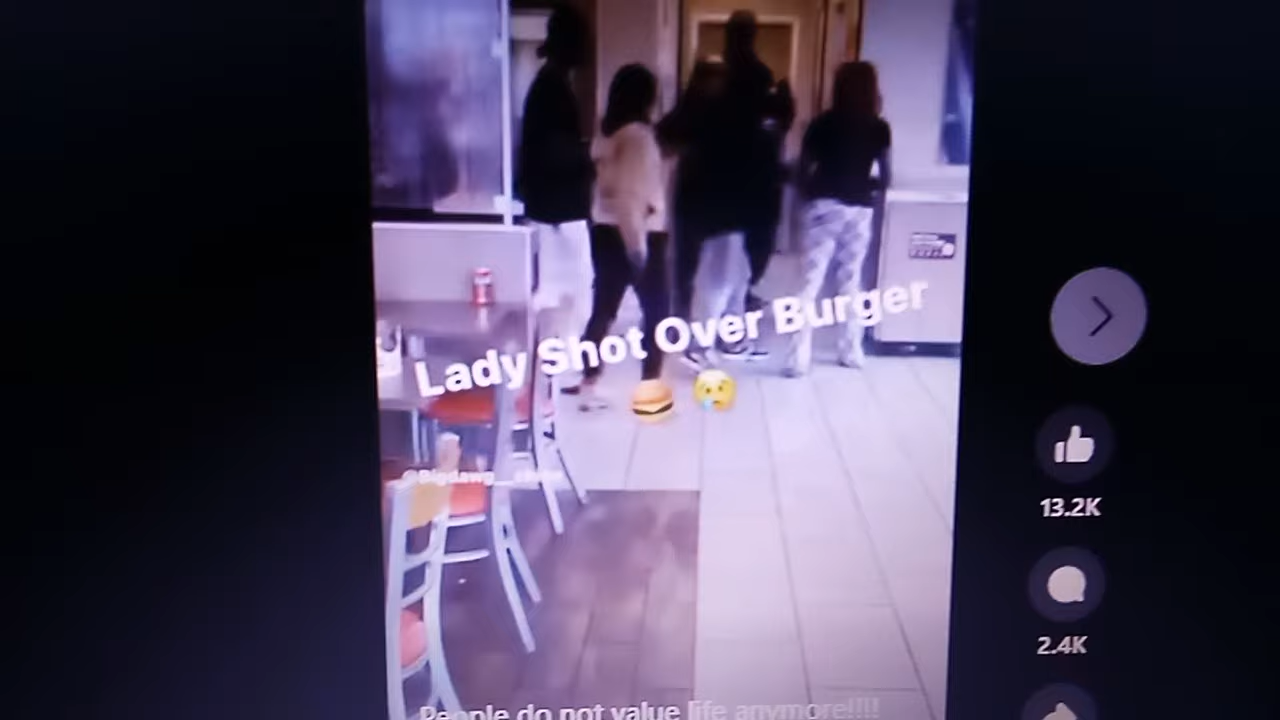 Lady Shot Over Burger
13.2K
2.4K
People do not value life anymore!!!!